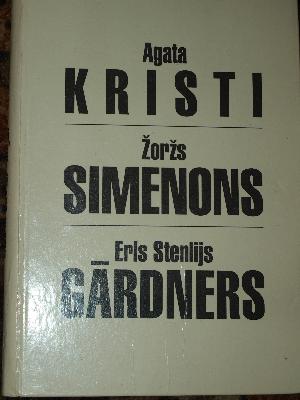 Agata
KRISTI
Žoržs
SIMENONS
Erls Stenlijs
GĀRDNERS